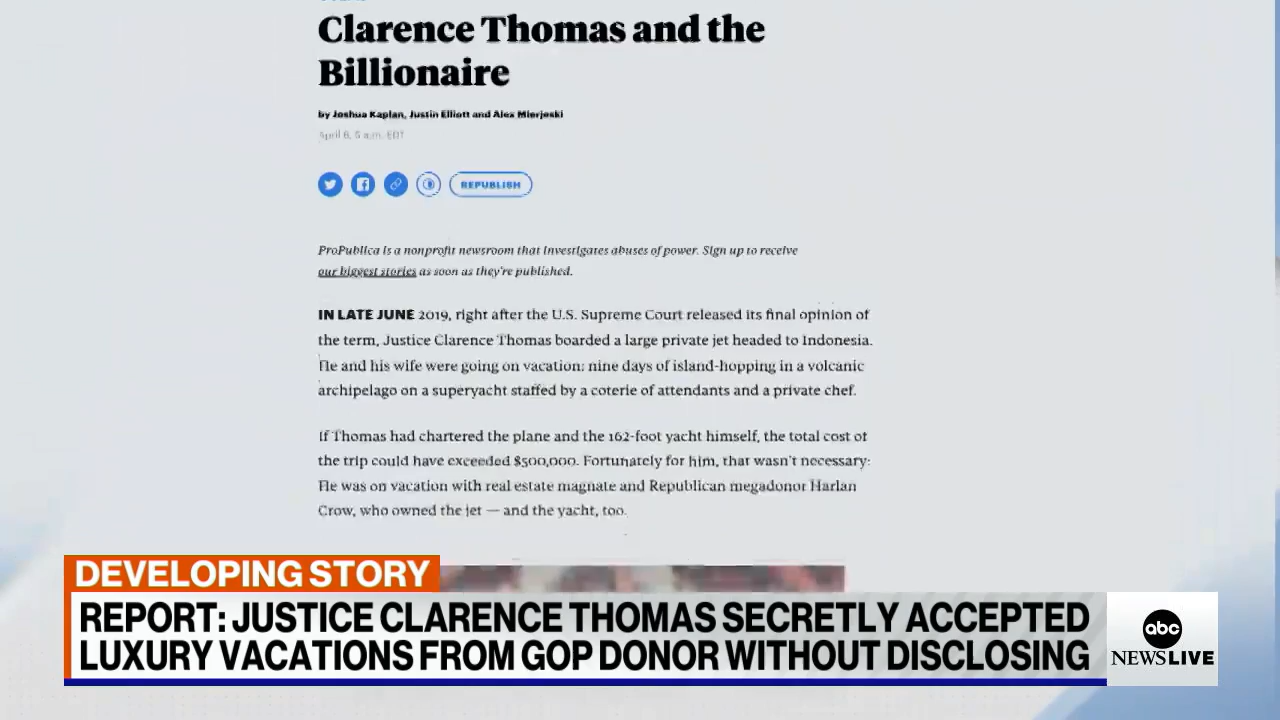 Clarence Thomas and the
Billionaire
by Joshua Kaplan, Justin Elliott and Alex Mierjeski
April 6, 5 a.m. EDT
REPUBLISH
ProPublica is a nonprofit newsroom that investigates abuses of power. Sign up to receive
our biggest stories as soon as they're published.
IN LATE JUNE 2019, right after the U.S. Supreme Court released its final opinion of
the term, Justice Clarence Thomas boarded a large private jet headed to Indonesia.
He and his wife were going on vacation: nine days of island-hopping in a volcanic
archipelago on a superyacht staffed by a coterie of attendants and a private chef.
If Thomas had chartered the plane and the 162-foot yacht himself, the total cost of
the trip could have exceeded $500,000. Fortunately for him, that wasn't necessary:
He was on vacation with real estate magnate and Republican megadonor Harlan
Crow, who owned the jet — and the yacht, too.
DEVELOPING STORY
REPORT: JUSTICE CLARENCE THOMAS SECRETLY ACCEPTED
LUXURY VACATIONS FROM GOP DONOR WITHOUT DISCLOSING
abc
NEWSLIVE